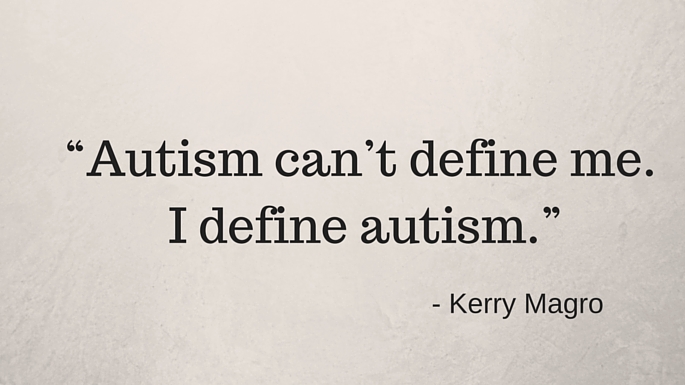 “Autism can’t define me.
I define autism.”
- Kerry Magro